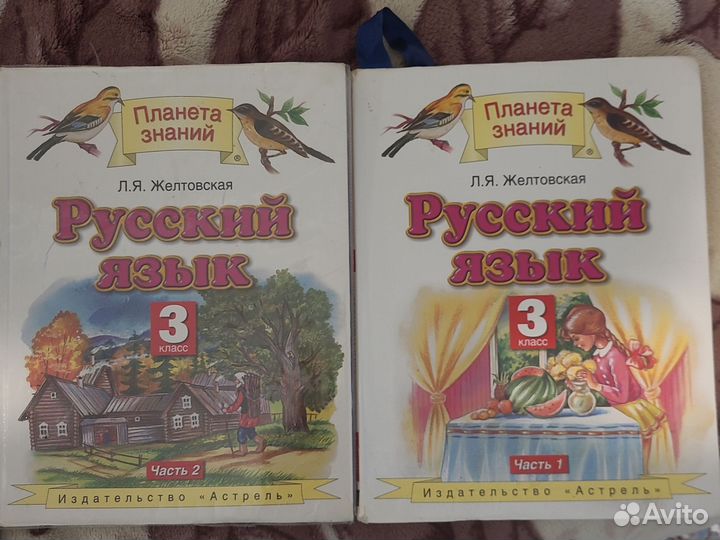 Планета
знаний
®
Л.Я. Желтовская
Русский
язык
3
класс
Часть 2
Издательство «Астрель»
Планета
знаний
®
Л.Я. Желтовская
Русский
язык
3
класс
Часть 1
Издательство «Астрель»
Avito